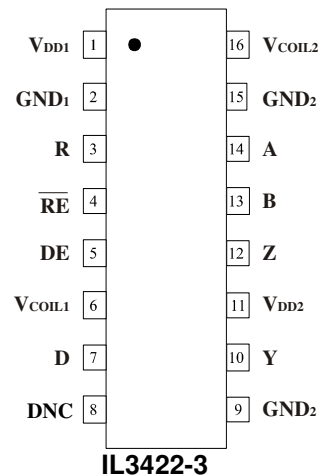 VDD1 1 16 VCOIL2
GND1 2 15 GND2
R 3 14 A
R̅E̅ 4 13 B
DE 5 12 Z
VCOIL1 6 11 VDD2
D 7 10 Y
DNC 8 9 GND2
IL3422-3